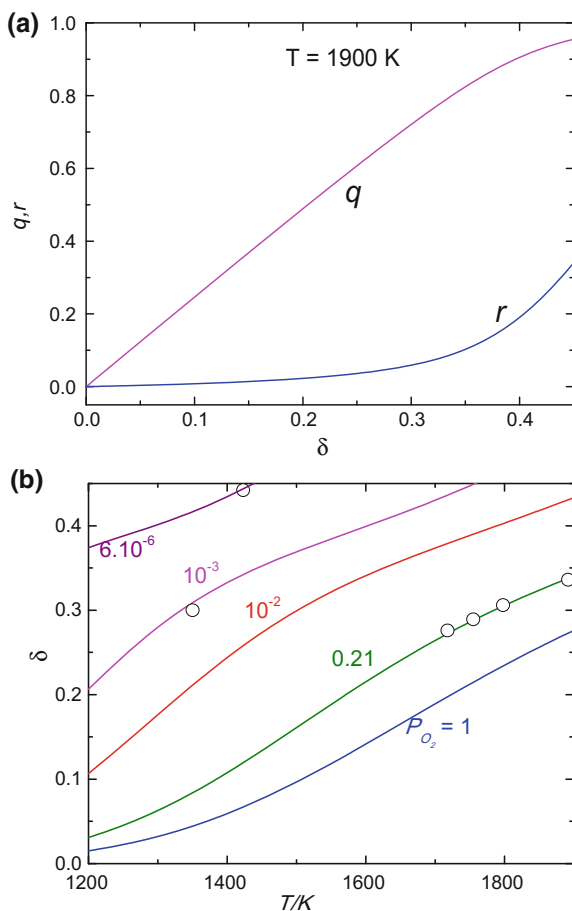 (a)
1.0
T = 1900 K
0.8
0.6
q,r
q
0.4
0.2
r
0.0
0.0 0.1 0.2 0.3 0.4
δ
(b)
0.4
6.10⁻⁶
10⁻³
0.3
10⁻²
δ
0.21
0.2
P_{O₂} = 1
0.1
0.0
1200 1400 1600 1800
T/K